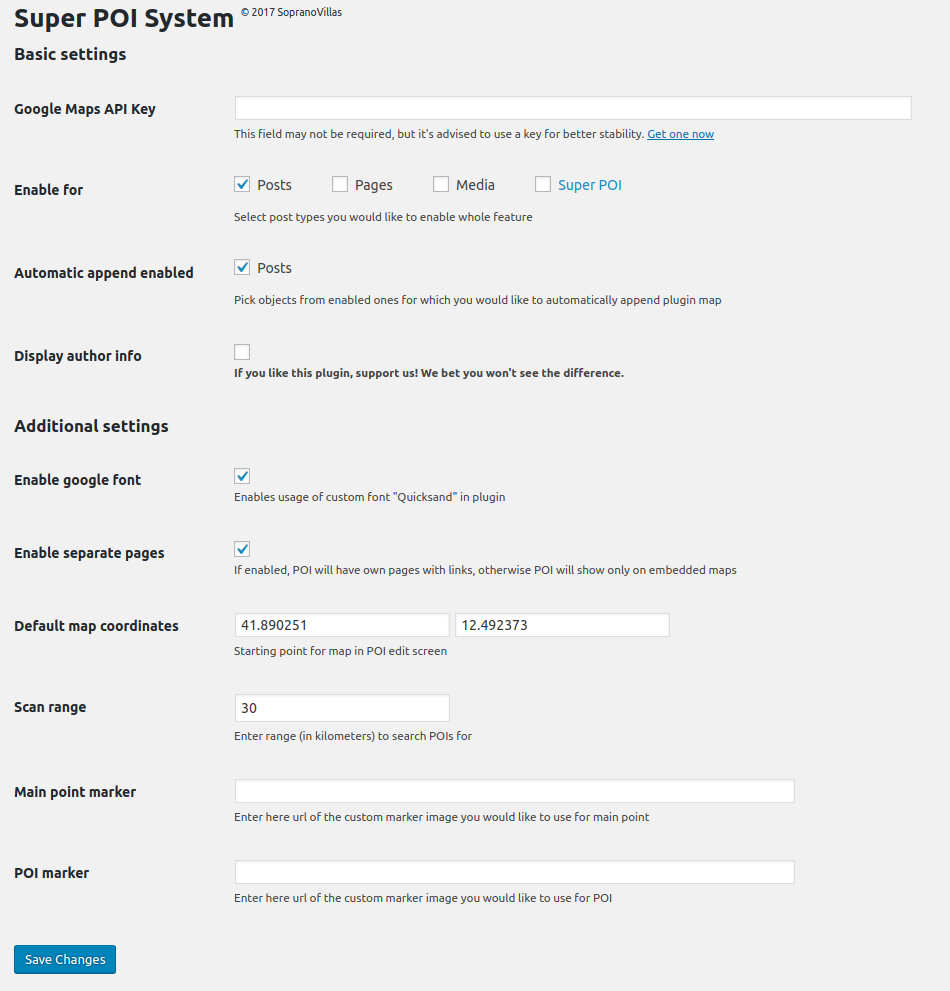 Super POI System © 2017 SopranoVillas
Basic settings
Google Maps API Key
This field may not be required, but it's advised to use a key for better stability. Get one now
Enable for
Posts Pages Media Super POI
Select post types you would like to enable whole feature
Automatic append enabled
Posts
Pick objects from enabled ones for which you would like to automatically append plugin map
Display author info
If you like this plugin, support us! We bet you won't see the difference.
Additional settings
Enable google font
Enables usage of custom font "Quicksand" in plugin
Enable separate pages
If enabled, POI will have own pages with links, otherwise POI will show only on embedded maps
Default map coordinates
41.890251 12.492373
Starting point for map in POI edit screen
Scan range
30
Enter range (in kilometers) to search POIs for
Main point marker
Enter here url of the custom marker image you would like to use for main point
POI marker
Enter here url of the custom marker image you would like to use for POI
Save Changes